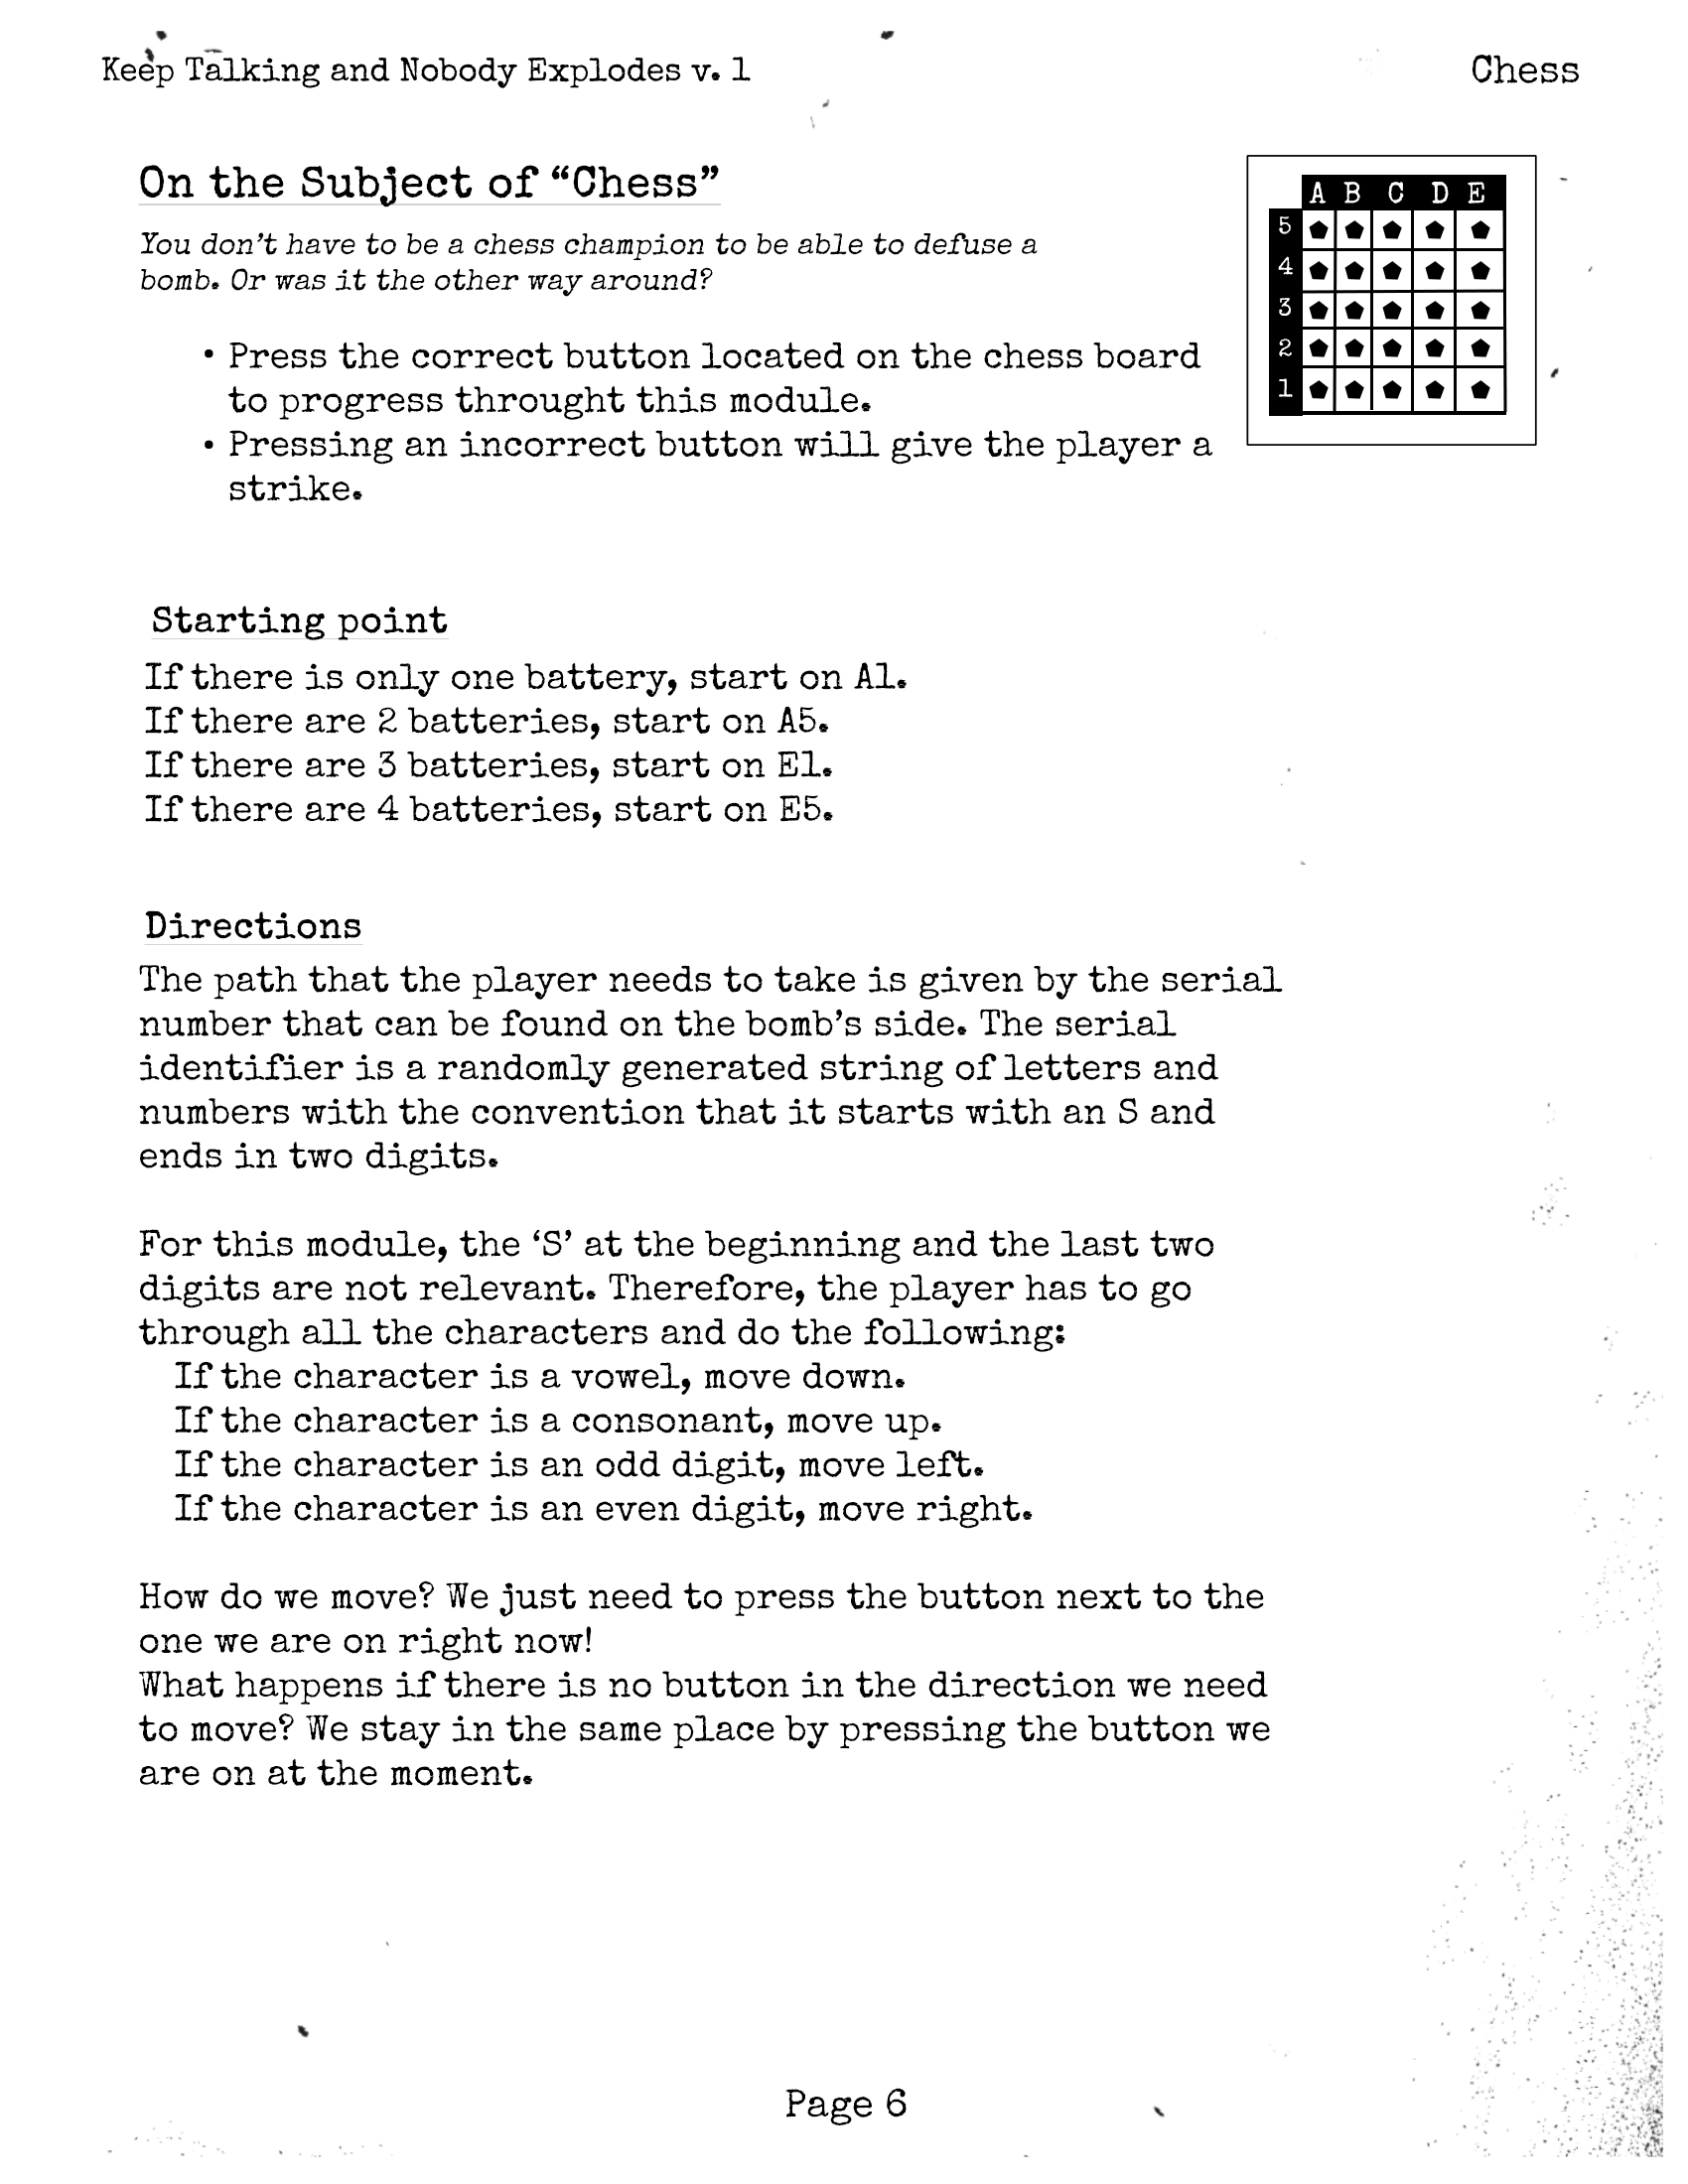 Keep Talking and Nobody Explodes v. 1
Chess
On the Subject of “Chess”
You don’t have to be a chess champion to be able to defuse a
bomb. Or was it the other way around?
A B C D E
5
4
3
2
1
• Press the correct button located on the chess board
to progress throught this module.
• Pressing an incorrect button will give the player a
strike.
Starting point
If there is only one battery, start on A1.
If there are 2 batteries, start on A5.
If there are 3 batteries, start on E1.
If there are 4 batteries, start on E5.
Directions
The path that the player needs to take is given by the serial
number that can be found on the bomb’s side. The serial
identifier is a randomly generated string of letters and
numbers with the convention that it starts with an S and
ends in two digits.
For this module, the ‘S’ at the beginning and the last two
digits are not relevant. Therefore, the player has to go
through all the characters and do the following:
If the character is a vowel, move down.
If the character is a consonant, move up.
If the character is an odd digit, move left.
If the character is an even digit, move right.
How do we move? We just need to press the button next to the
one we are on right now!
What happens if there is no button in the direction we need
to move? We stay in the same place by pressing the button we
are on at the moment.
Page 6